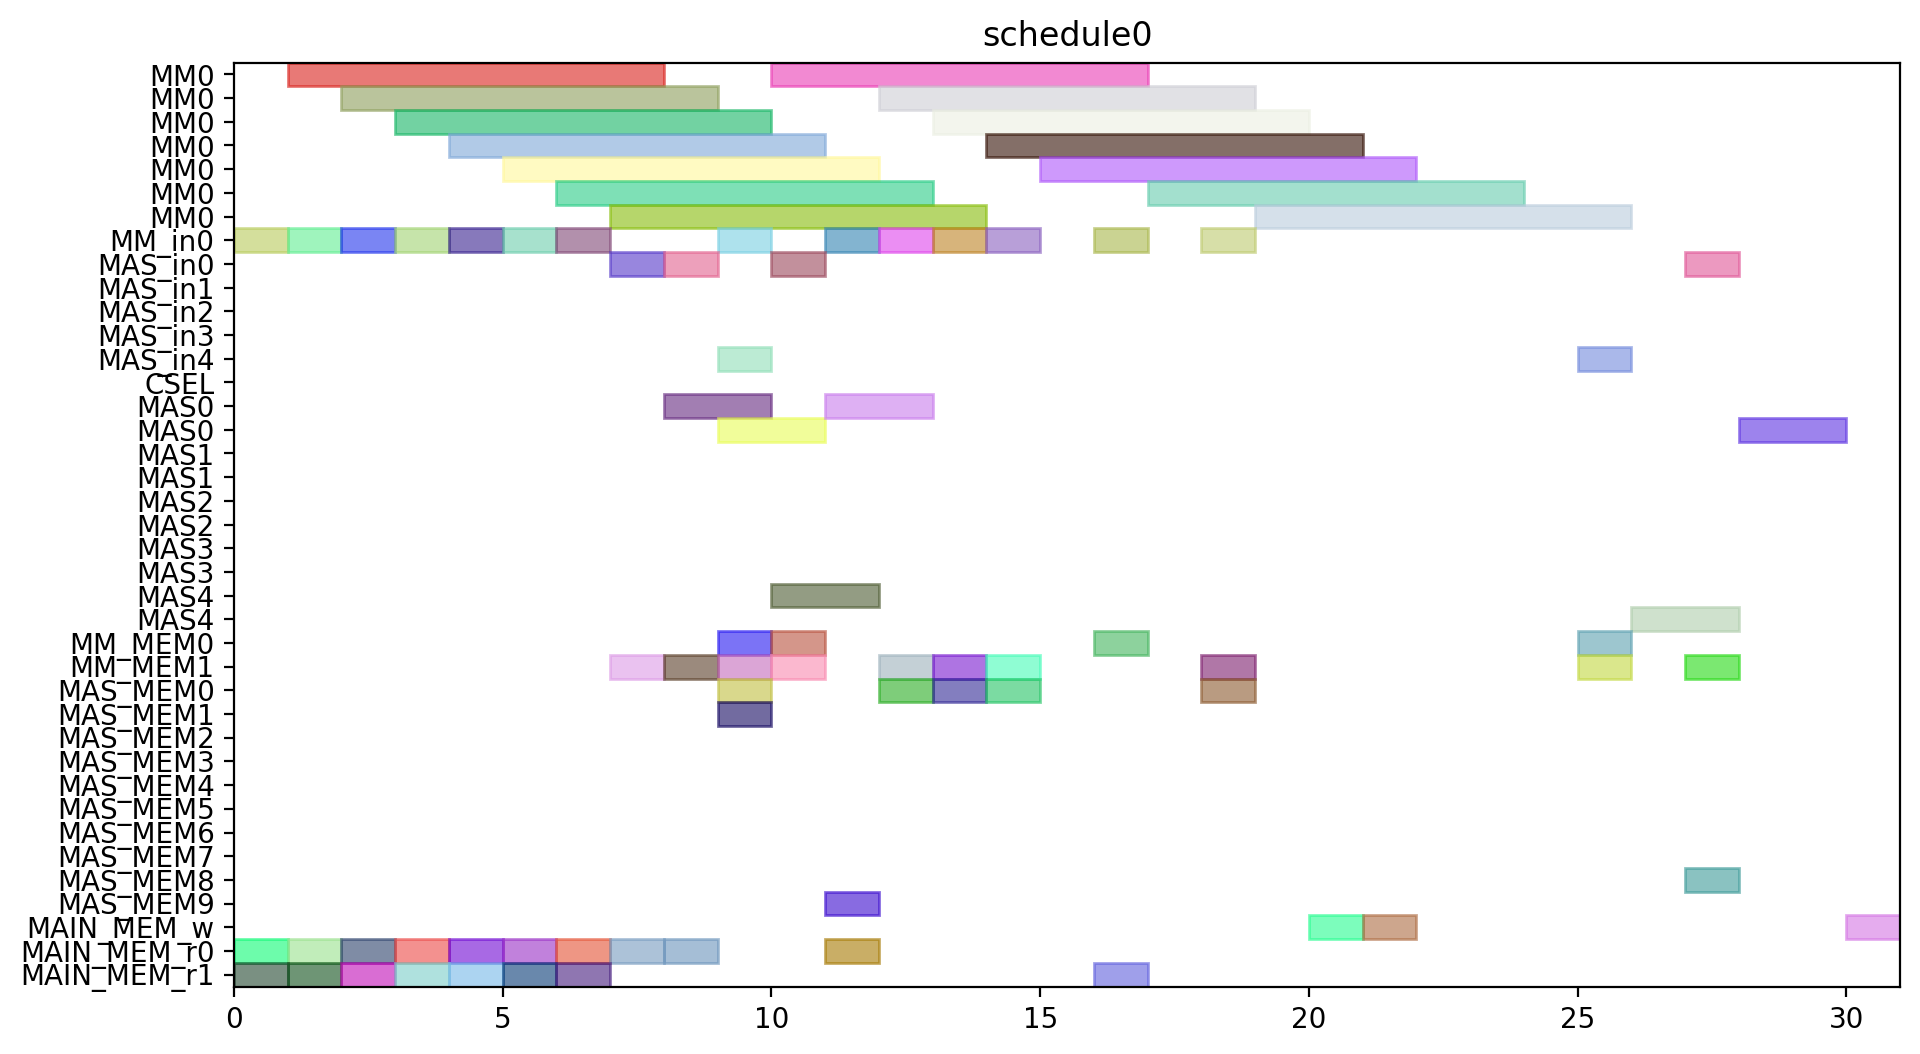 schedule0
MM0
MM0
MM0
MM0
MM0
MM0
MM0
MM_in0
MAS_in0
MAS_in1
MAS_in2
MAS_in3
MAS_in4
CSEL
MAS0
MAS0
MAS1
MAS1
MAS2
MAS2
MAS3
MAS3
MAS4
MAS4
MM_MEM0
MM_MEM1
MAS_MEM0
MAS_MEM1
MAS_MEM2
MAS_MEM3
MAS_MEM4
MAS_MEM5
MAS_MEM6
MAS_MEM7
MAS_MEM8
MAS_MEM9
MAIN_MEM_w
MAIN_MEM_r0
MAIN_MEM_r1
0 5 10 15 20 25 30